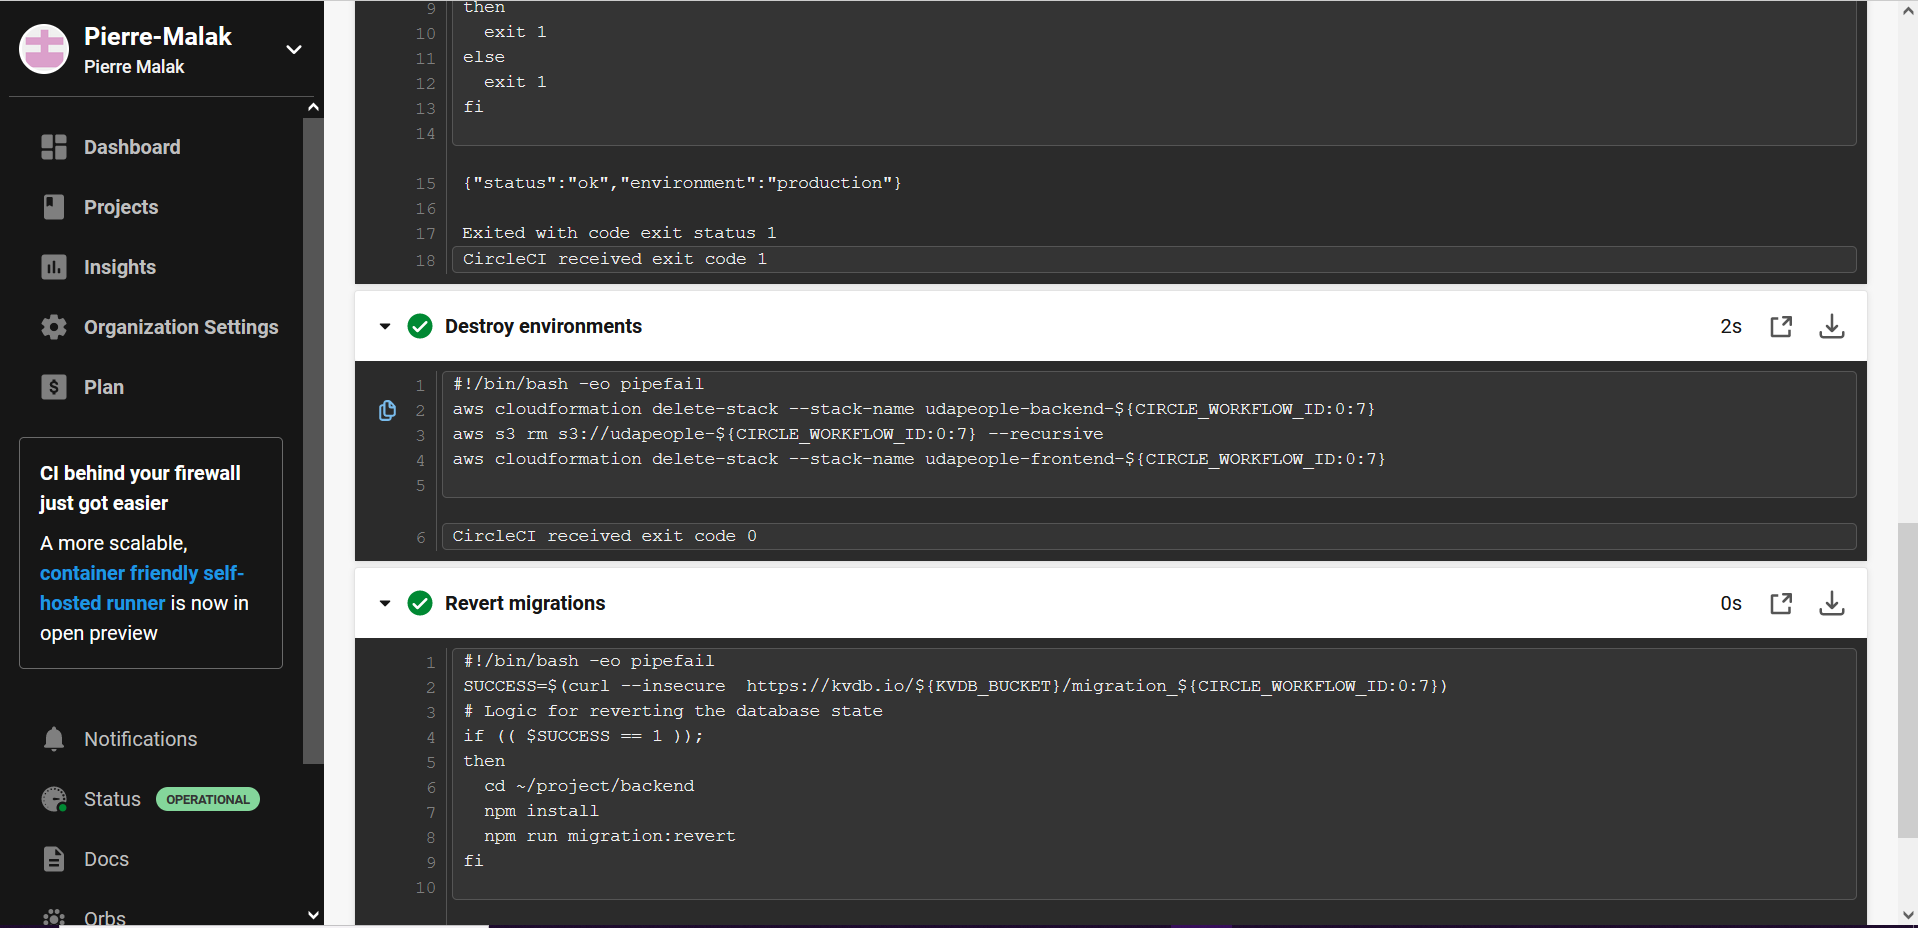 Pierre-Malak
Pierre Malak
Dashboard
Projects
Insights
Organization Settings
Plan
CI behind your firewall
just got easier
A more scalable,
container friendly self-
hosted runner is now in
open preview
Notifications
Status OPERATIONAL
Docs
Orbs
9 then
10 exit 1
11 else
12 exit 1
13 fi
14
15 {"status":"ok","environment":"production"}
16
17 Exited with code exit status 1
18 CircleCI received exit code 1
Destroy environments 2s
1 #!/bin/bash -eo pipefail
2 aws cloudformation delete-stack --stack-name udapeople-backend-${CIRCLE_WORKFLOW_ID:0:7}
3 aws s3 rm s3://udapeople-${CIRCLE_WORKFLOW_ID:0:7} --recursive
4 aws cloudformation delete-stack --stack-name udapeople-frontend-${CIRCLE_WORKFLOW_ID:0:7}
5
6 CircleCI received exit code 0
Revert migrations 0s
1 #!/bin/bash -eo pipefail
2 SUCCESS=$(curl --insecure  https://kvdb.io/${KVDB_BUCKET}/migration_${CIRCLE_WORKFLOW_ID:0:7})
3 # Logic for reverting the database state
4 if (( $SUCCESS == 1 ));
5 then
6 cd ~/project/backend
7 npm install
8 npm run migration:revert
9 fi
10